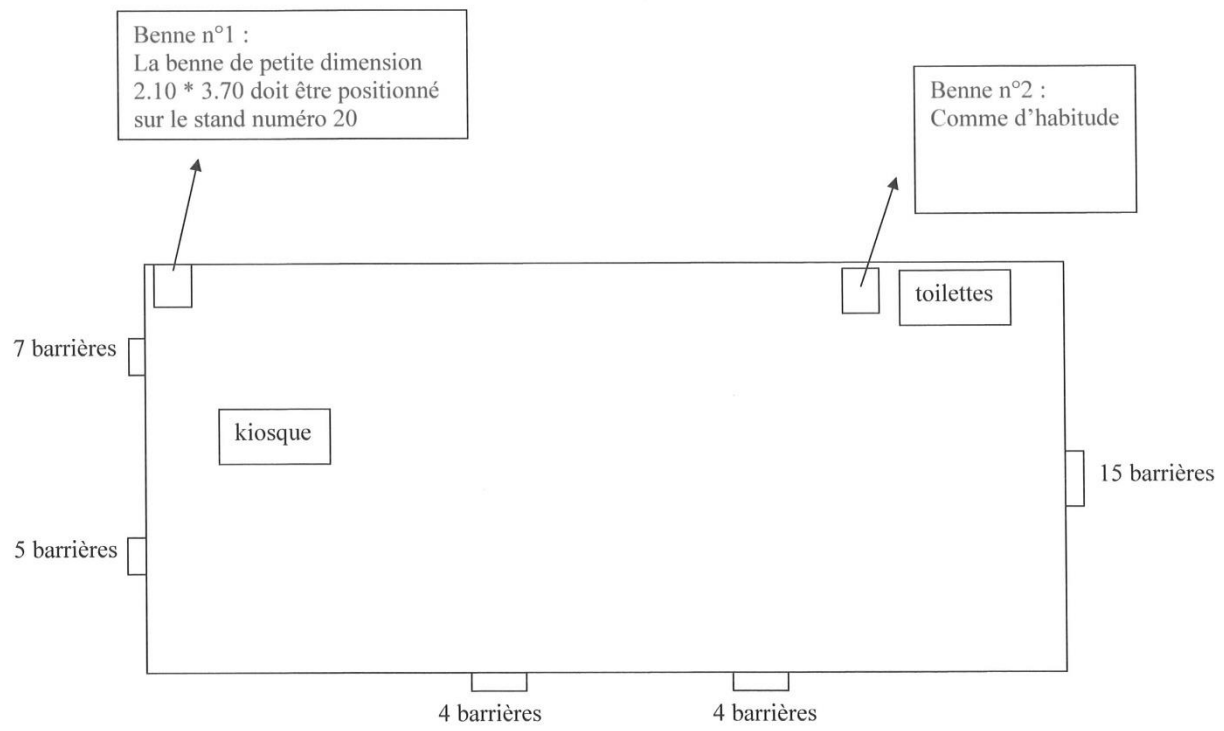 Benne n°1 :
La benne de petite dimension
2.10 * 3.70 doit être positionné
sur le stand numéro 20
Benne n°2 :
Comme d'habitude
toilettes
7 barrières
kiosque
15 barrières
5 barrières
4 barrières
4 barrières